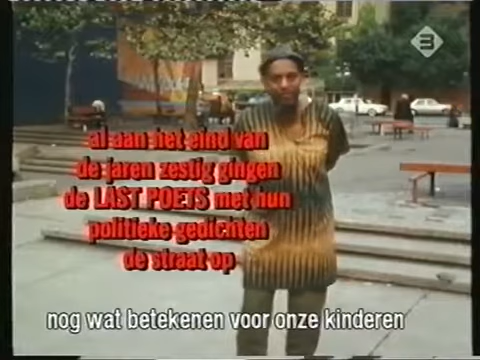 3
al aan het eind van
de jaren zestig gingen
de LAST POETS met hun
politieke gedichten
de straat op
nog wat betekenen voor onze kinderen